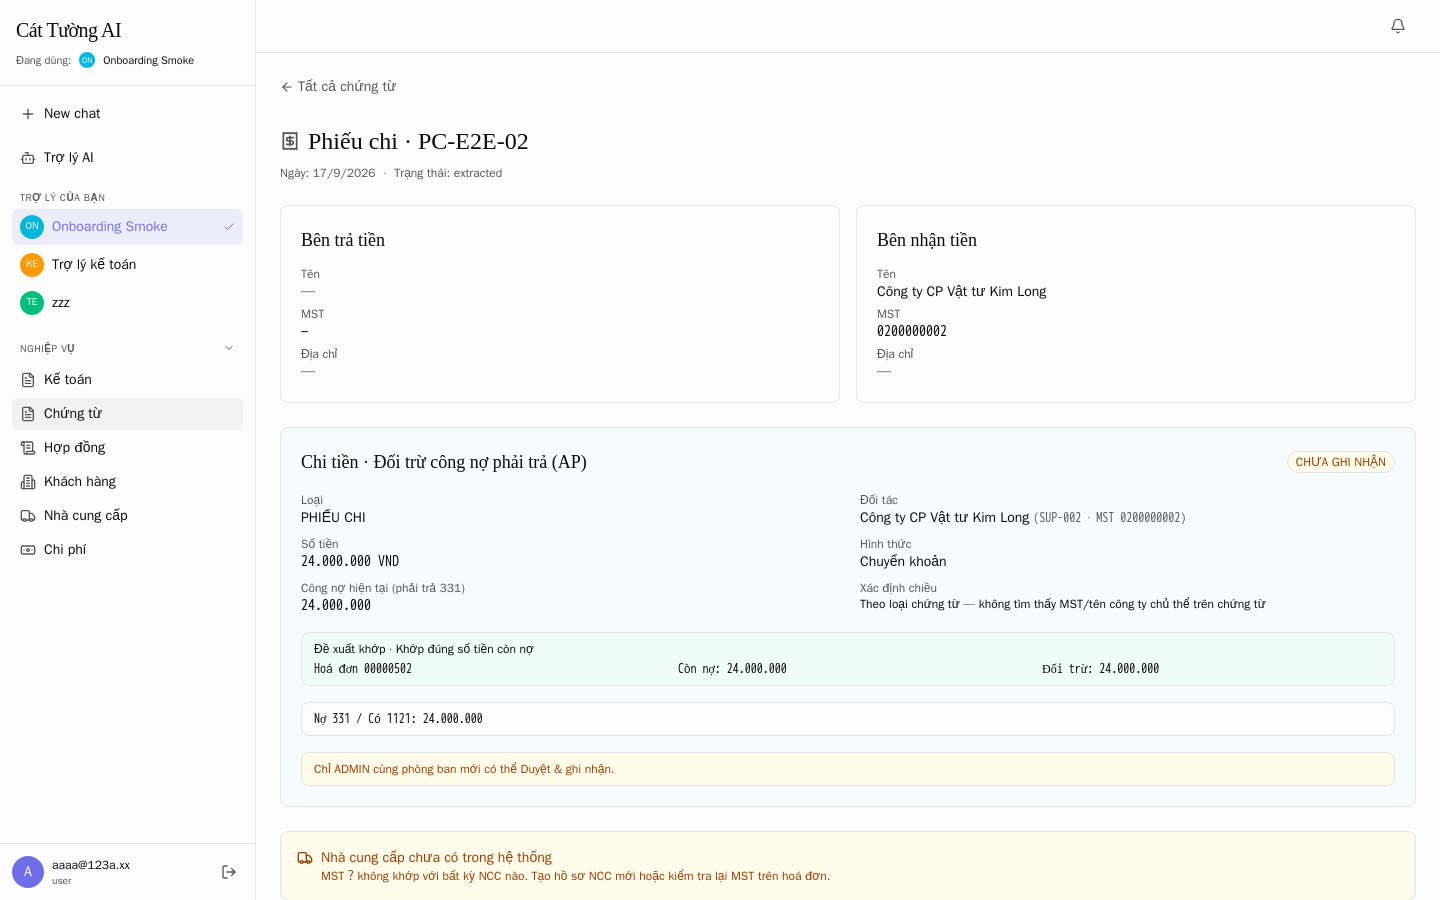 Cát Tường AI
Đang dùng: ON Onboarding Smoke
New chat
Trợ lý AI
TRỢ LÝ CỦA BẠN
ON Onboarding Smoke
KE Trợ lý kế toán
TE zzz
NGHIỆP VỤ
Kế toán
Chứng từ
Hợp đồng
Khách hàng
Nhà cung cấp
Chi phí
A aaaa@123a.xx
user
Tất cả chứng từ
Phiếu chi · PC-E2E-02
Ngày: 17/9/2026 · Trạng thái: extracted
Bên trả tiền
Tên
—
MST
—
Địa chỉ
—
Bên nhận tiền
Tên
Công ty CP Vật tư Kim Long
MST
0200000002
Địa chỉ
—
Chi tiền · Đối trừ công nợ phải trả (AP)
CHƯA GHI NHẬN
Loại
PHIẾU CHI
Đối tác
Công ty CP Vật tư Kim Long (SUP-002 · MST 0200000002)
Số tiền
24.000.000 VND
Hình thức
Chuyển khoản
Công nợ hiện tại (phải trả 331)
24.000.000
Xác định chiều
Theo loại chứng từ — không tìm thấy MST/tên công ty chủ thể trên chứng từ
Đề xuất khớp · Khớp đúng số tiền còn nợ
Hoá đơn 00000502 Còn nợ: 24.000.000 Đối trừ: 24.000.000
Nợ 331 / Có 1121: 24.000.000
Chỉ ADMIN cùng phòng ban mới có thể Duyệt & ghi nhận.
Nhà cung cấp chưa có trong hệ thống
MST ? không khớp với bất kỳ NCC nào. Tạo hồ sơ NCC mới hoặc kiểm tra lại MST trên hoá đơn.